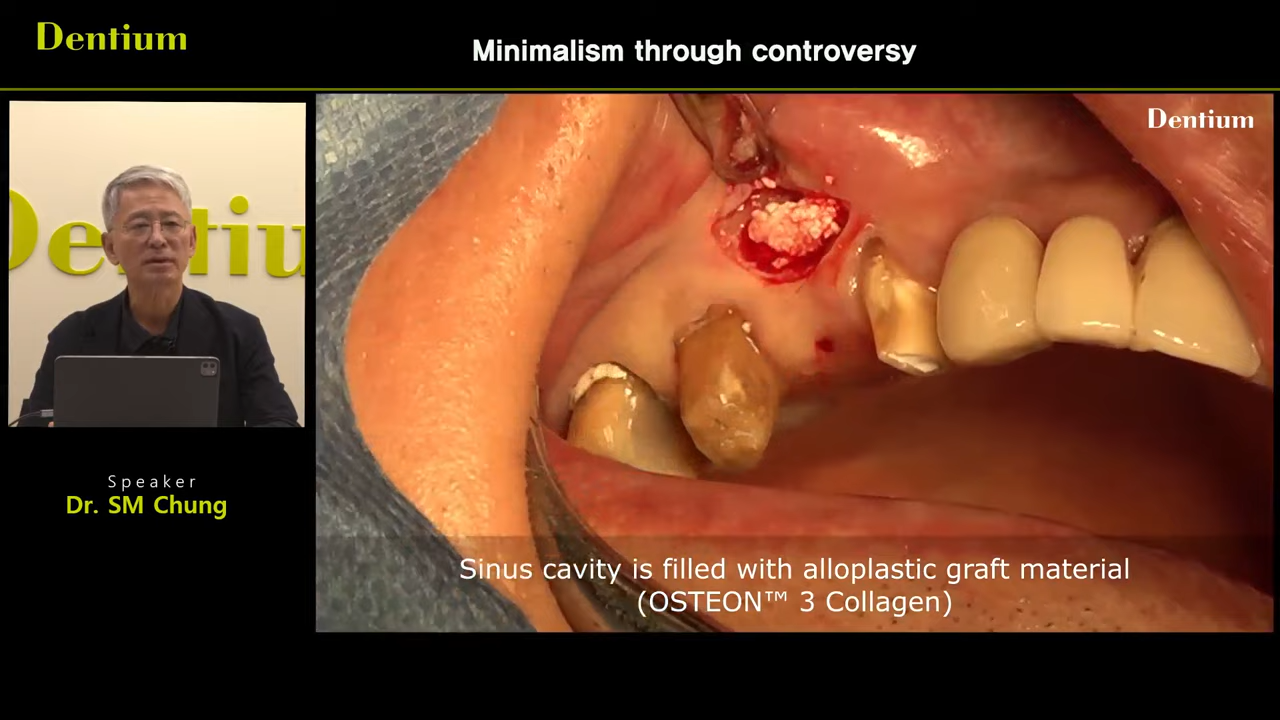 Dentium
Minimalism through controversy
Dentium
Dentiu
Speaker
Dr. SM Chung
Sinus cavity is filled with alloplastic graft material
(OSTEON™ 3 Collagen)